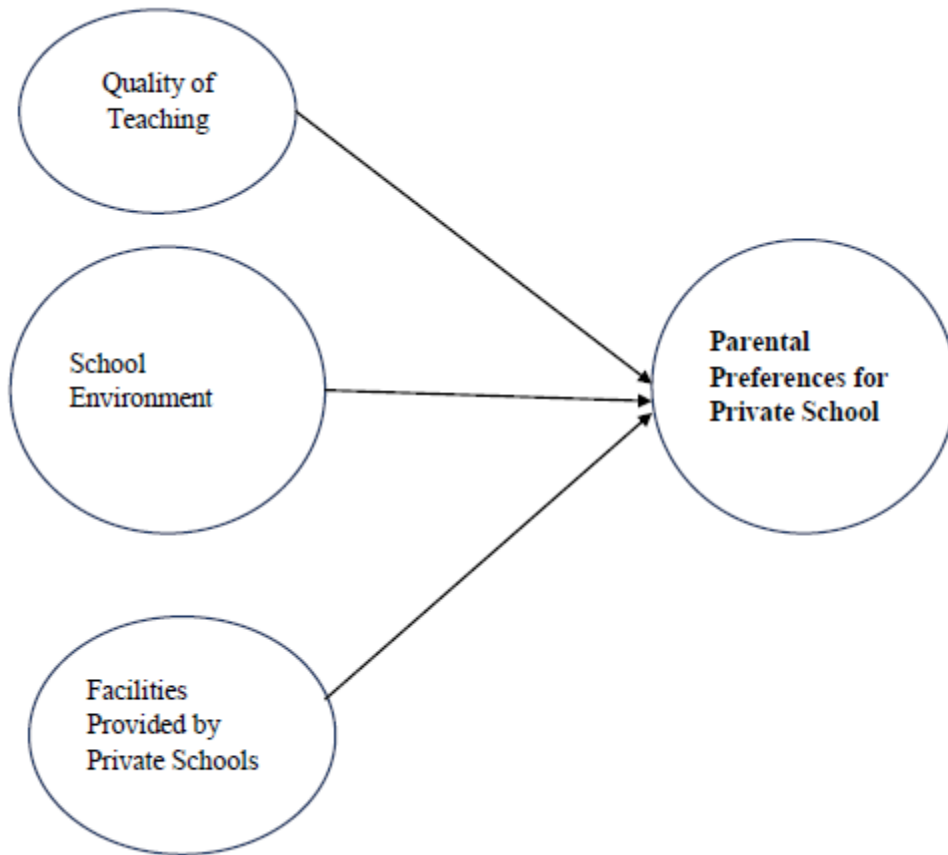 Quality of
Teaching
School
Environment
Facilities
Provided by
Private Schools
Parental
Preferences for
Private School